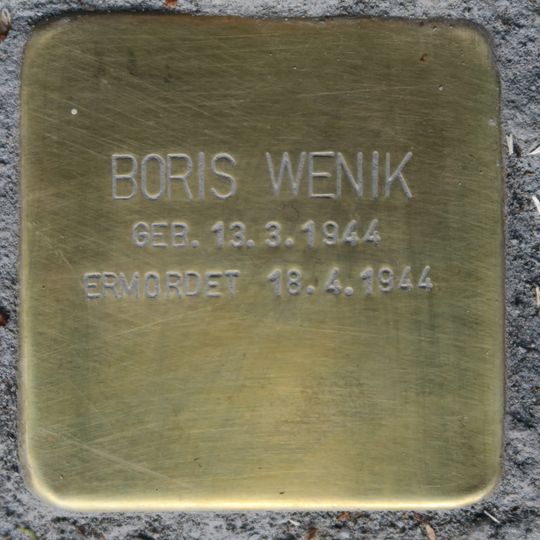 BORIS WENIK
GEB. 13.3.1944
ERMORDET 18.4.1944